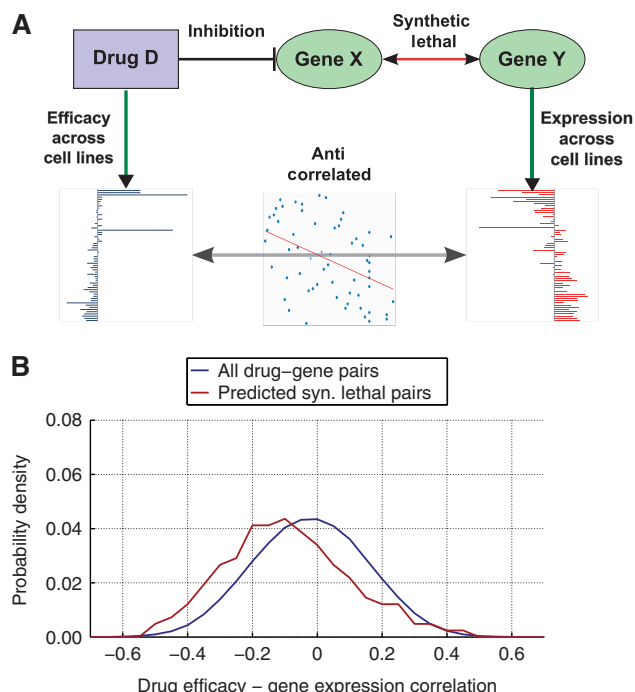 A
Drug D
Inhibition
Gene X
Synthetic
lethal
Gene Y
Efficacy
across
cell lines
Anti
correlated
Expression
across
cell lines
B
All drug–gene pairs
Predicted syn. lethal pairs
Probability density
0.08
0.06
0.04
0.02
0.00
−0.6 −0.4 −0.2 0 0.2 0.4 0.6
Drug efficacy – gene expression correlation